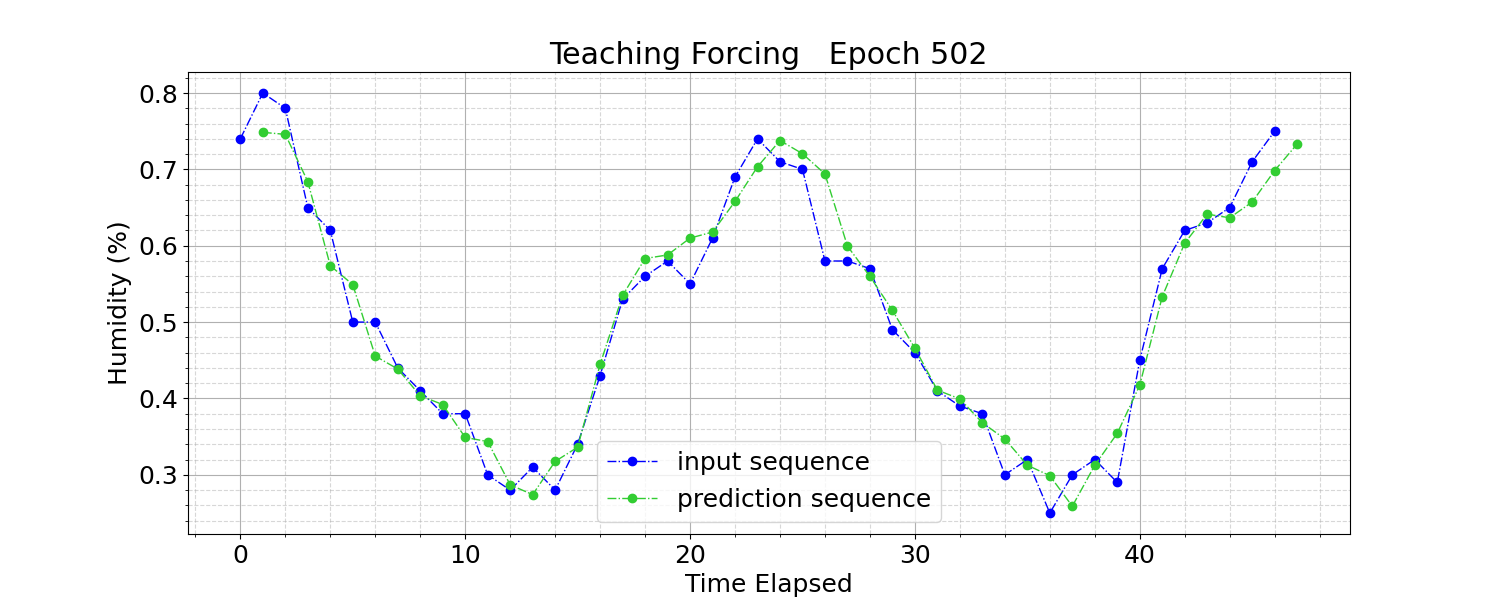 Teaching Forcing   Epoch 502
Humidity (%)
0.8
0.7
0.6
0.5
0.4
0.3
input sequence
prediction sequence
0 10 20 30 40
Time Elapsed